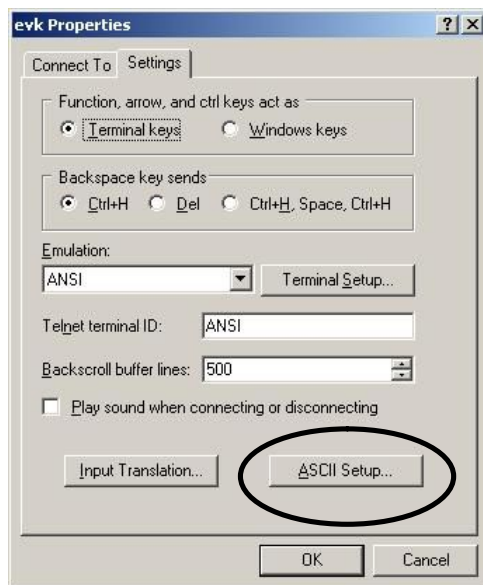 evk Properties
Connect To Settings
Function, arrow, and ctrl keys act as
Terminal keys Windows keys
Backspace key sends
Ctrl+H Del Ctrl+H, Space, Ctrl+H
Emulation:
ANSI Terminal Setup...
Telnet terminal ID: ANSI
Backscroll buffer lines: 500
Play sound when connecting or disconnecting
Input Translation... ASCII Setup...
OK Cancel